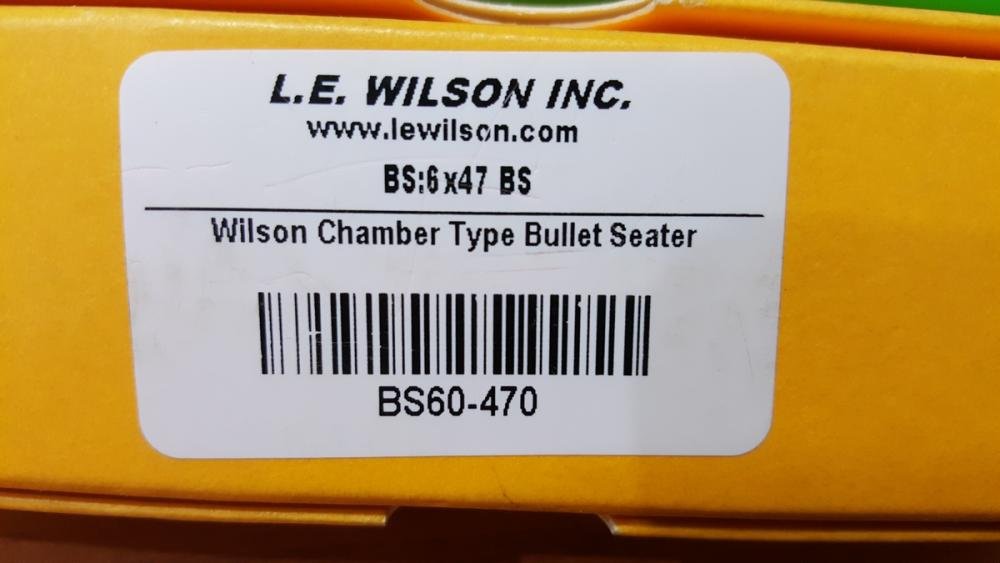 L.E. WILSON INC.
www.lewilson.com
BS:6x47 BS
Wilson Chamber Type Bullet Seater
BS60-470